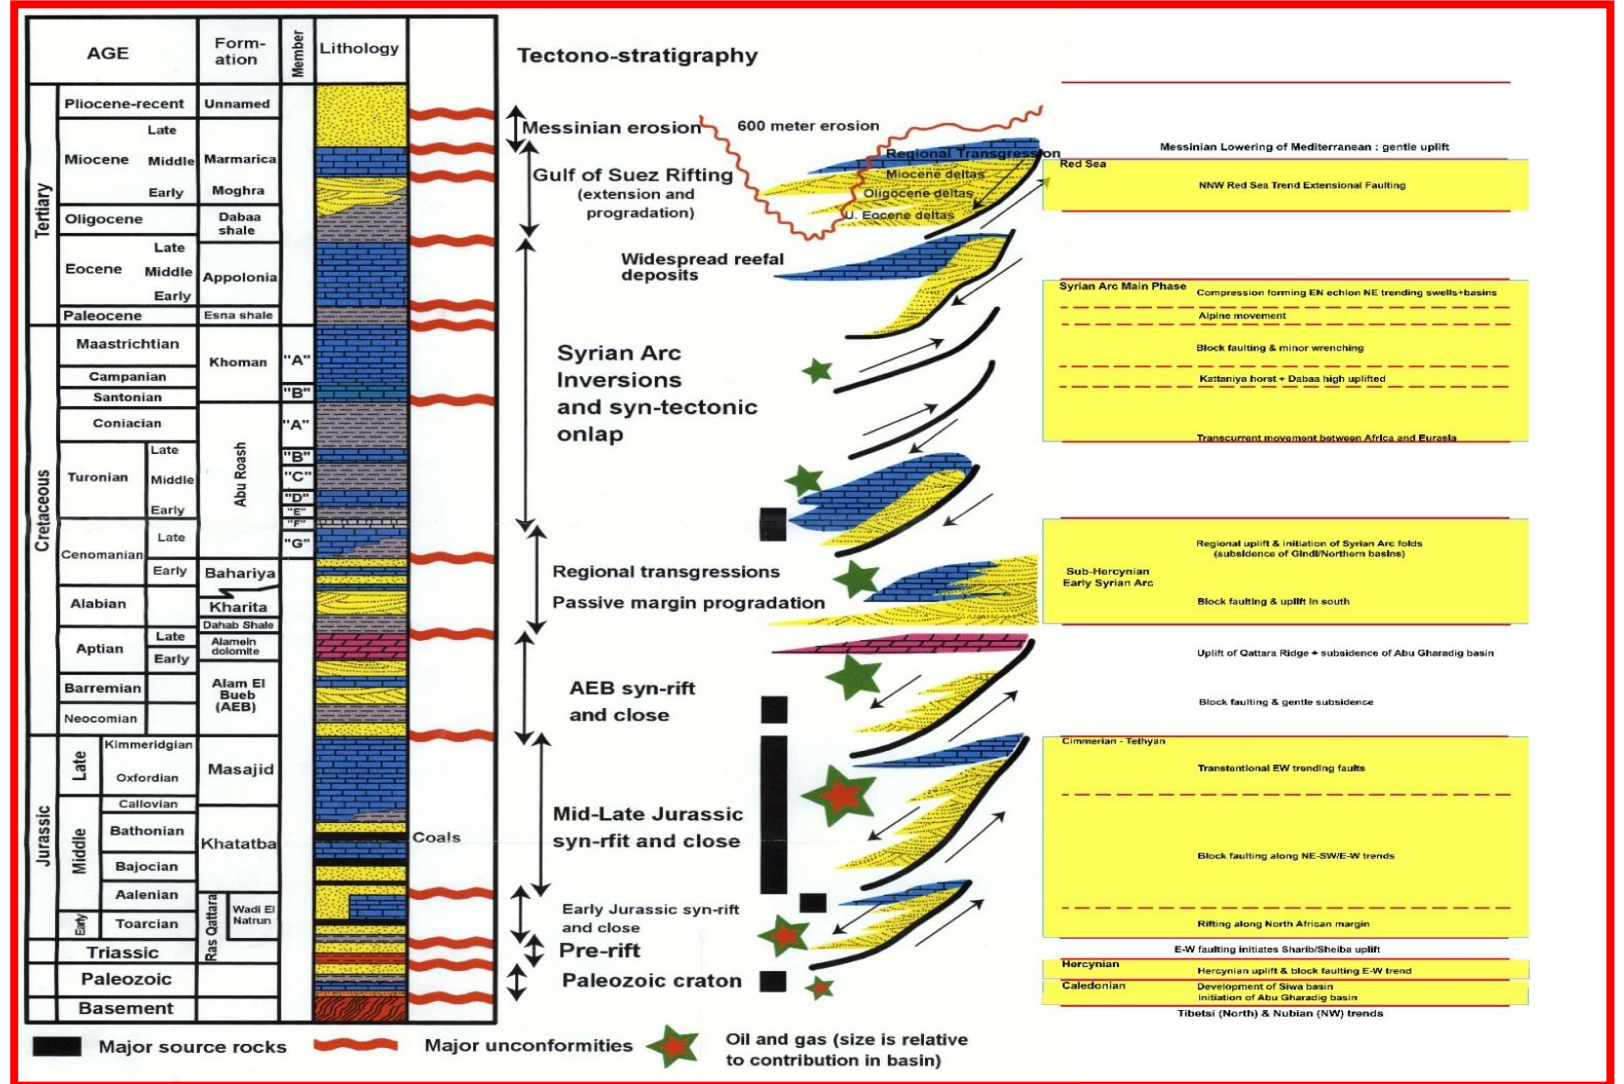 AGE
Form-
ation
Member
Lithology
Tectono-stratigraphy
Tertiary
Pliocene-recent
Unnamed
Late
Miocene
Middle
Marmarica
Early
Moghra
Oligocene
Dabaa
shale
Late
Eocene
Middle
Early
Appolonia
Paleocene
Esna shale
Cretaceous
Maastrichtian
Khoman
"A"
Campanian
Santonian
"B"
Coniacian
"A"
Abu Roash
Late
Turonian
Middle
Early
"B"
"C"
"D"
"E"
"F"
Cenomanian
Late
"G"
Early
Bahariya
Alabian
Kharita
Dahab Shale
Aptian
Late
Early
Alamein
dolomite
Barremian
Alam El
Bueb
(AEB)
Neocomian
Jurassic
Late
Kimmeridgian
Oxfordian
Masajid
Middle
Callovian
Bathonian
Khatatba
Bajocian
Aalenian
Coals
Early
Toarcian
Ras Qattara
Wadi El
Natrun
Triassic
Paleozoic
Basement
Messinian erosion
600 meter erosion
Gulf of Suez Rifting
(extension and
progradation)
Regional Transgression
Miocene deltas
Oligocene deltas
U. Eocene deltas
Widespread reefal
deposits
Syrian Arc
Inversions
and syn-tectonic
onlap
Regional transgressions
Passive margin progradation
AEB syn-rift
and close
Mid-Late Jurassic
syn-rfit and close
Early Jurassic syn-rift
and close
Pre-rift
Paleozoic craton
Messinian Lowering of Mediterranean : gentle uplift
Red Sea
NNW Red Sea Trend Extensional Faulting
Syrian Arc Main Phase
Compression forming EN echlon NE trending swells+basins
Alpine movement
Block faulting & minor wrenching
Kattaniya horst + Dabaa high uplifted
Transcurrent movement between Africa and Eurasia
Regional uplift & initiation of Syrian Arc folds
(subsidence of Gindi/Northern basins)
Sub-Hercynian
Early Syrian Arc
Block faulting & uplift in south
Uplift of Qattara Ridge + subsidence of Abu Gharadig basin
Block faulting & gentle subsidence
Cimmerian - Tethyan
Transtentional EW trending faults
Block faulting along NE-SW/E-W trends
Rifting along North African margin
E-W faulting initiates Sharib/Sheiba uplift
Hercynian
Hercynian uplift & block faulting E-W trend
Caledonian
Development of Siwa basin
Initiation of Abu Gharadig basin
Tibetsi (North) & Nubian (NW) trends
Major source rocks
Major unconformities
Oil and gas (size is relative
to contribution in basin)